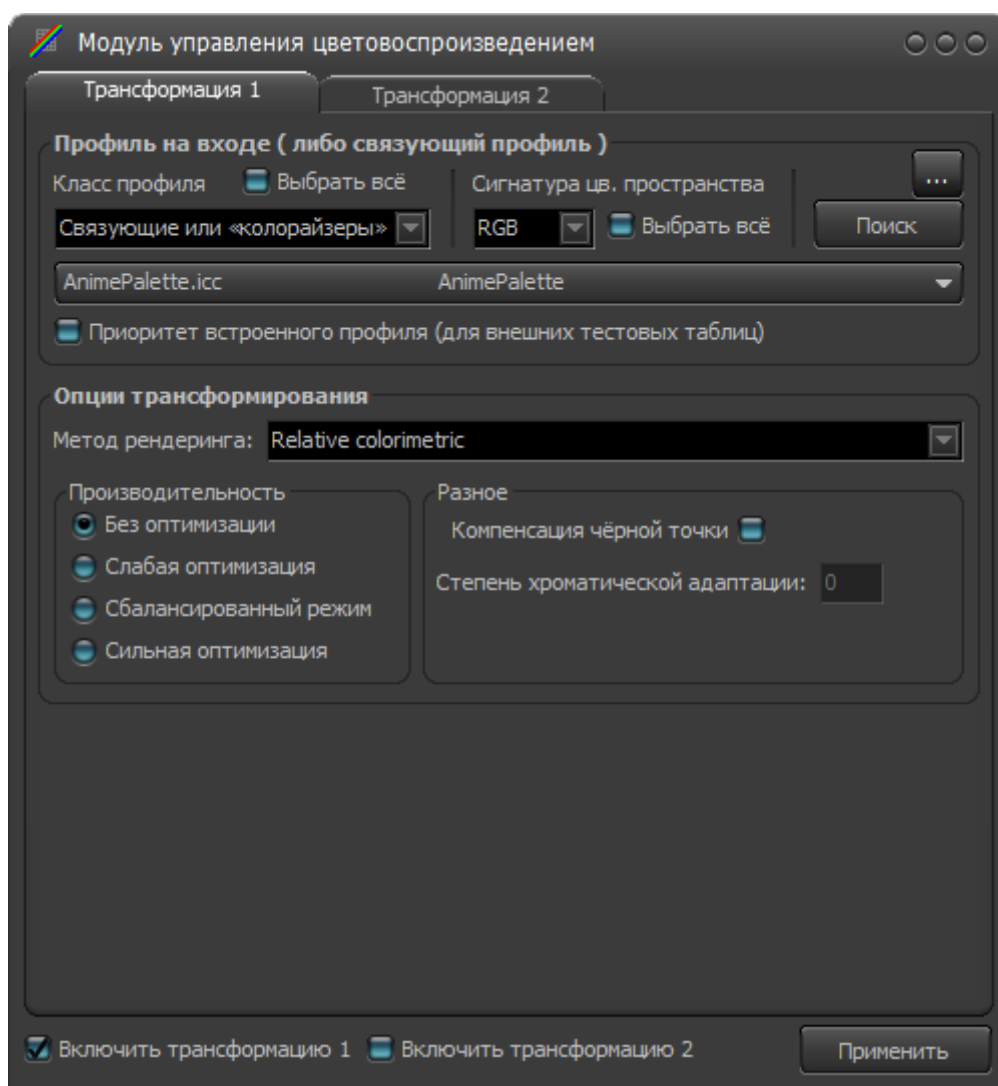 Модуль управления цветовоспроизведением
Трансформация 1 Трансформация 2
Профиль на входе ( либо связующий профиль )
Класс профиля Выбрать всё Сигнатура цв. пространства ...
Связующие или «колорайзеры» RGB Выбрать всё Поиск
AnimePalette.icc AnimePalette
Приоритет встроенного профиля (для внешних тестовых таблиц)
Опции трансформирования
Метод рендеринга: Relative colorimetric
Производительность Разное
Без оптимизации Компенсация чёрной точки
Слабая оптимизация Степень хроматической адаптации: 0
Сбалансированный режим
Сильная оптимизация
Включить трансформацию 1 Включить трансформацию 2 Применить